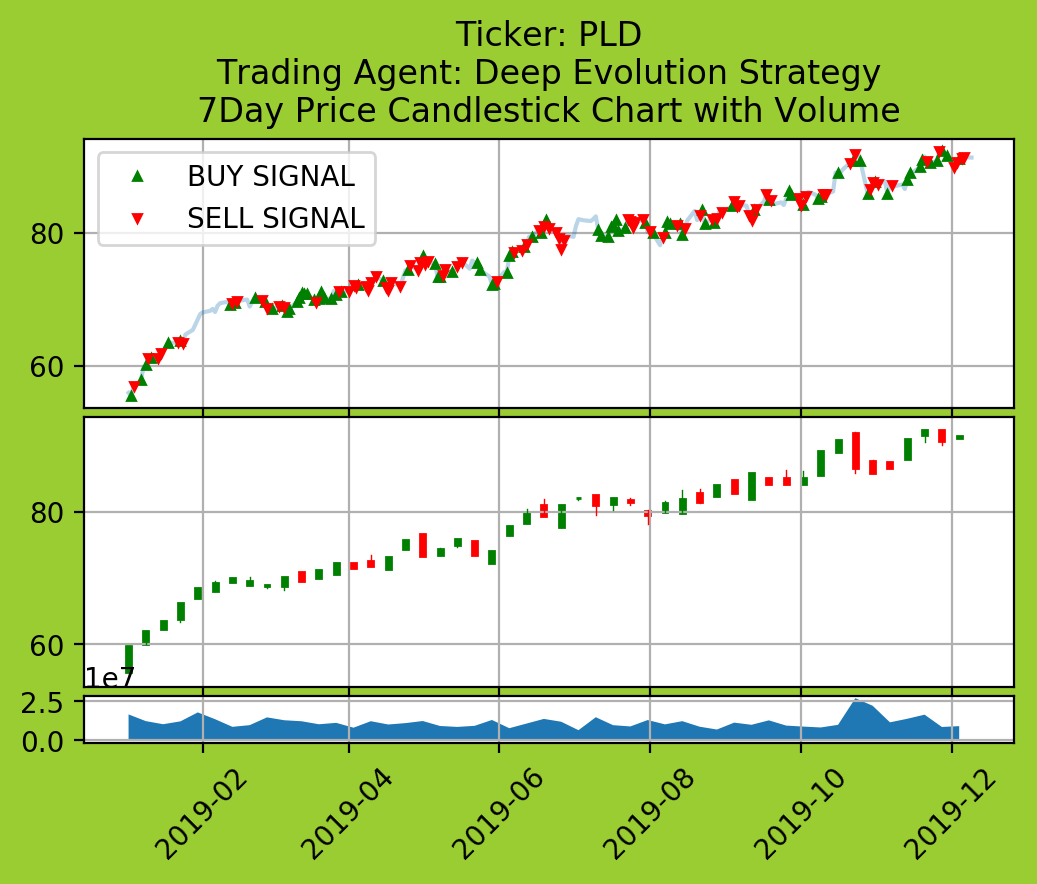 Ticker: PLD
Trading Agent: Deep Evolution Strategy
7Day Price Candlestick Chart with Volume
BUY SIGNAL
SELL SIGNAL
80
60
80
60
1e7
2.5
0.0
2019-02
2019-04
2019-06
2019-08
2019-10
2019-12